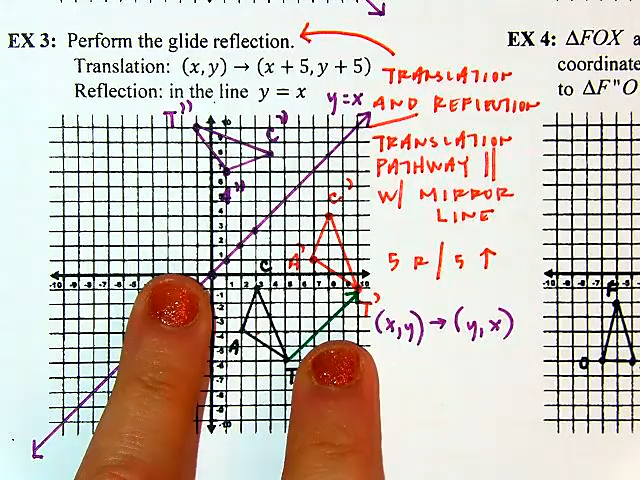 EX 3: Perform the glide reflection.
Translation: (x, y) → (x + 5, y + 5)
Reflection: in the line y = x
TRANSLATION
AND REFLECTION
TRANSLATION
PATHWAY ||
W/ MIRROR
LINE
5 R / 5 ↑
(x,y) → (y,x)
y=x
T"
C"
A"
C'
A'
T'
C
A
T
EX 4: ΔFOX a
coordinate
to ΔF"O
F
O